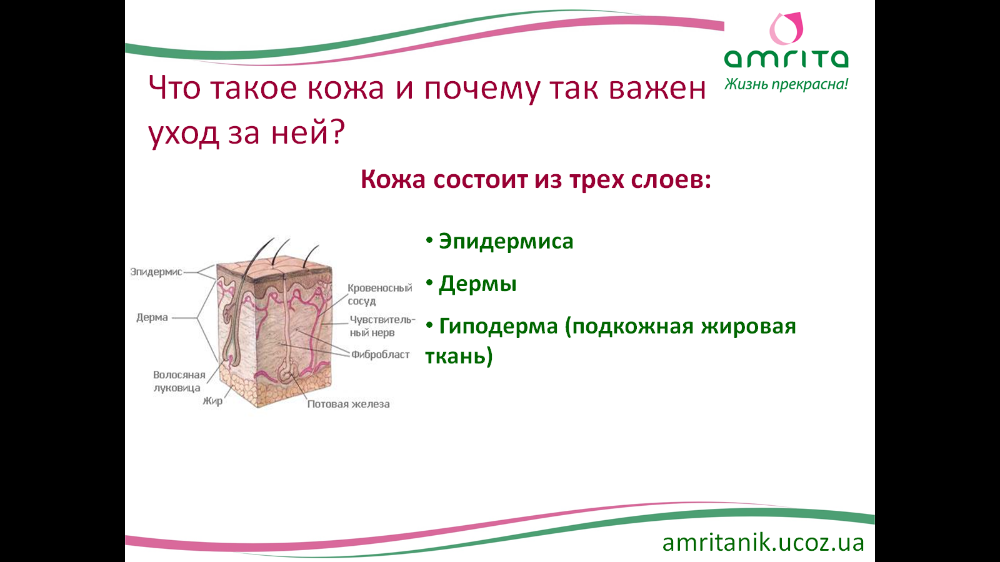 amrita
Жизнь прекрасна!
Что такое кожа и почему так важен
уход за ней?
Кожа состоит из трех слоев:
• Эпидермиса
• Дермы
• Гиподерма (подкожная жировая
ткань)
Эпидермис
Дерма
Волосяная
луковица
Жир
Кровеносный
сосуд
Чувствитель-
ный нерв
Фибробласт
Потовая железа
amritanik.ucoz.ua